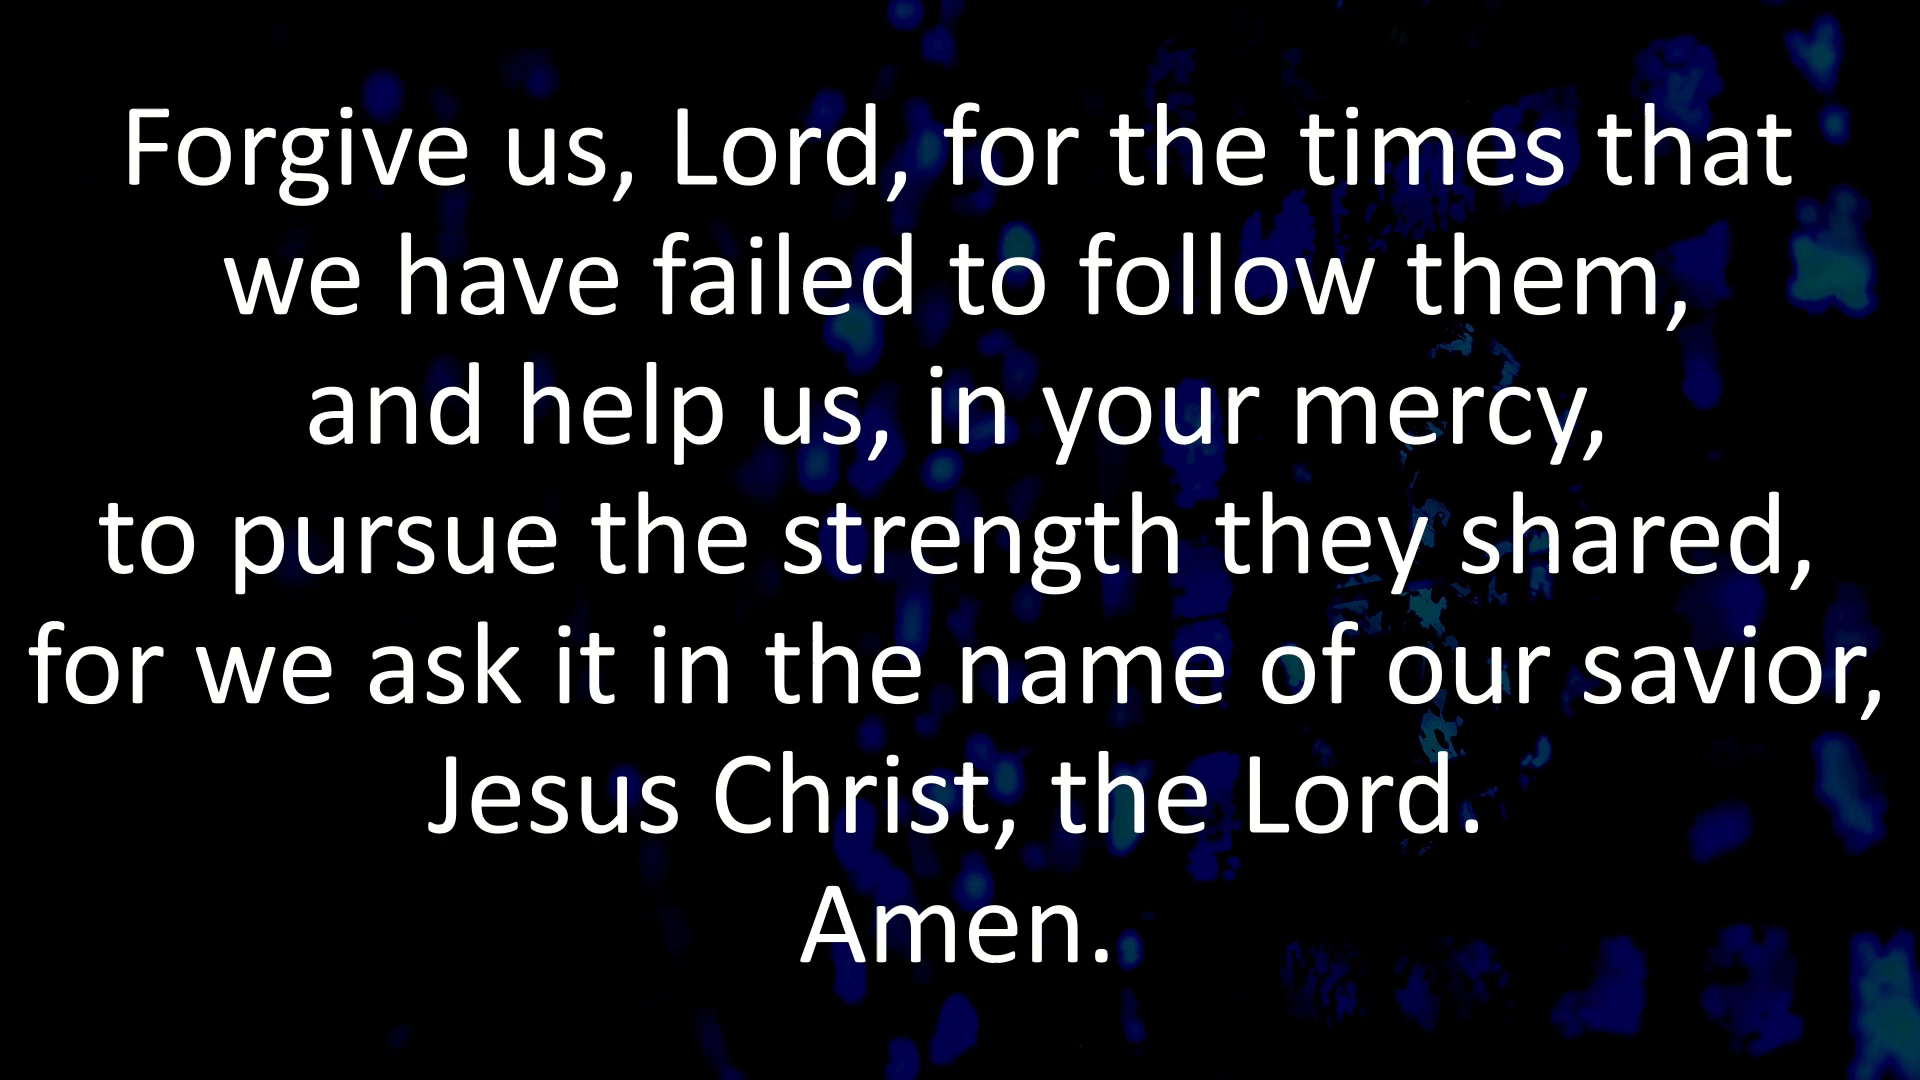 Forgive us, Lord, for the times that
we have failed to follow them,
and help us, in your mercy,
to pursue the strength they shared,
for we ask it in the name of our savior,
Jesus Christ, the Lord.
Amen.